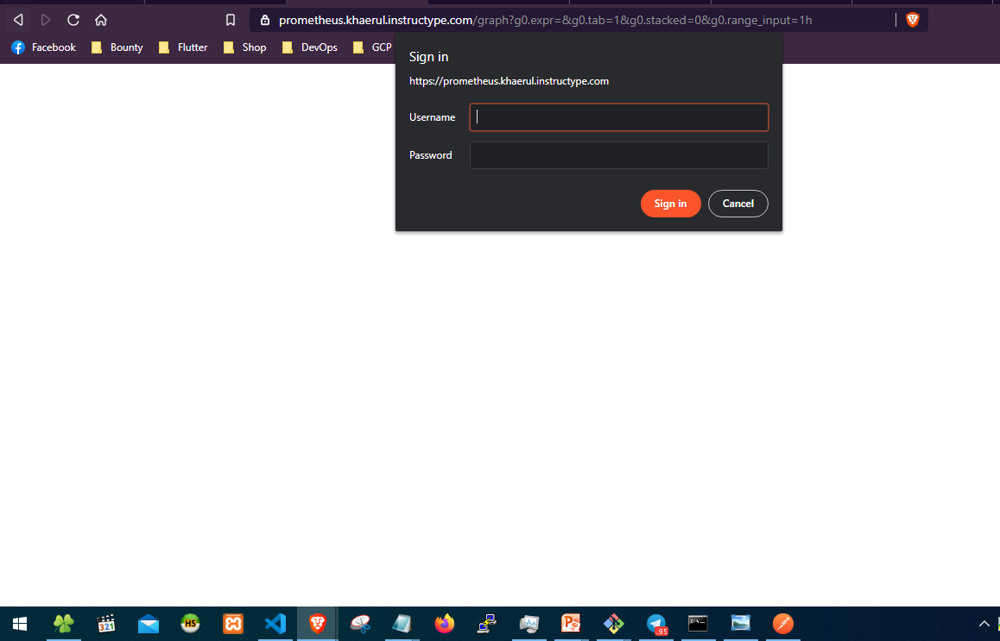 prometheus.khaerul.instructype.com/graph?g0.expr=&g0.tab=1&g0.stacked=0&g0.range_input=1h
Facebook Bounty Flutter Shop DevOps GCP
Sign in
https://prometheus.khaerul.instructype.com
Username
Password
Sign in Cancel
321 HS 95 C:\_